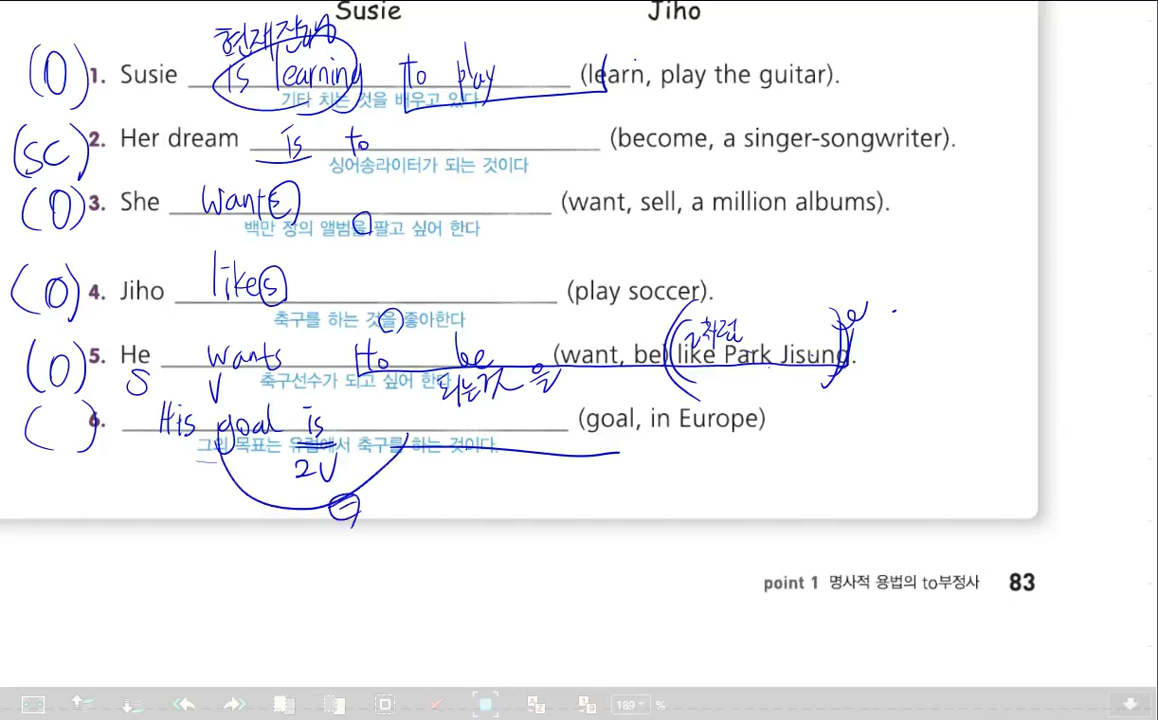 Susie Jiho
현재진행
(O) 1. Susie is learning to play (learn, play the guitar).
기타 치는 것을 배우고 있다
(SC) 2. Her dream is to (become, a singer-songwriter).
싱어송라이터가 되는 것이다
(O) 3. She wants (want, sell, a million albums).
백만 장의 앨범을 팔고 싶어 한다
(O) 4. Jiho likes (play soccer).
축구를 하는 것을 좋아한다
처럼
(O) 5. He wants to be (want, be) (like Park Jisung).
S V 축구선수가 되고 싶어 한다 되는 것을
( ) 6. His goal is (goal, in Europe)
그의 목표는 유럽에서 축구를 하는 것이다.
2V
=
point 1 명사적 용법의 to부정사 83
189 %